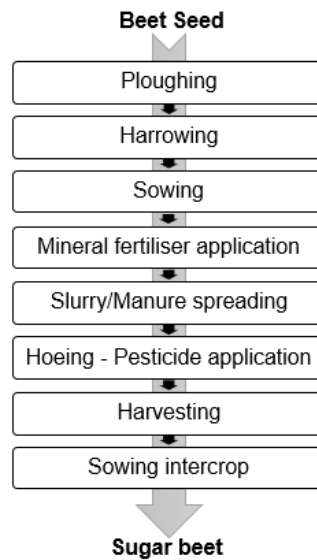 Beet Seed
Ploughing
Harrowing
Sowing
Mineral fertiliser application
Slurry/Manure spreading
Hoeing - Pesticide application
Harvesting
Sowing intercrop
Sugar beet